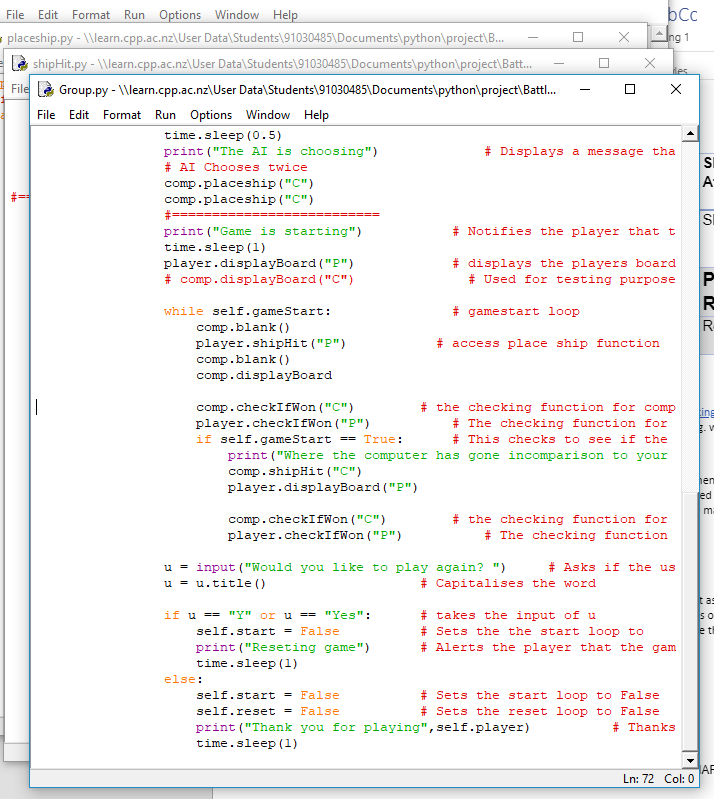 File Edit Format Run Options Window Help
placeship.py - \\learn.cpp.ac.nz\User Data\Students\91030485\Documents\python\project\B...
ng 1
shipHit.py - \\learn.cpp.ac.nz\User Data\Students\91030485\Documents\python\project\Batt...
File
Group.py - \\learn.cpp.ac.nz\User Data\Students\91030485\Documents\python\project\Battl...
File Edit Format Run Options Window Help
time.sleep(0.5)
print("The AI is choosing") # Displays a message tha
# AI Chooses twice
comp.placeship("C")
comp.placeship("C")
#==========================
print("Game is starting") # Notifies the player that t
time.sleep(1)
player.displayBoard("P") # displays the players board
# comp.displayBoard("C") # Used for testing purpose
while self.gameStart: # gamestart loop
comp.blank()
player.shipHit("P") # access place ship function
comp.blank()
comp.displayBoard
comp.checkIfWon("C") # the checking function for comp
player.checkIfWon("P") # The checking function for
if self.gameStart == True: # This checks to see if the
print("Where the computer has gone incomparison to your
comp.shipHit("C")
player.displayBoard("P")
comp.checkIfWon("C") # the checking function for
player.checkIfWon("P") # The checking function
u = input("Would you like to play again? ") # Asks if the us
u = u.title() # Capitalises the word
if u == "Y" or u == "Yes": # takes the input of u
self.start = False # Sets the the start loop to
print("Reseting game") # Alerts the player that the gam
time.sleep(1)
else:
self.start = False # Sets the start loop to False
self.reset = False # Sets the reset loop to False
print("Thank you for playing",self.player) # Thanks
time.sleep(1)
Ln: 72 Col: 0